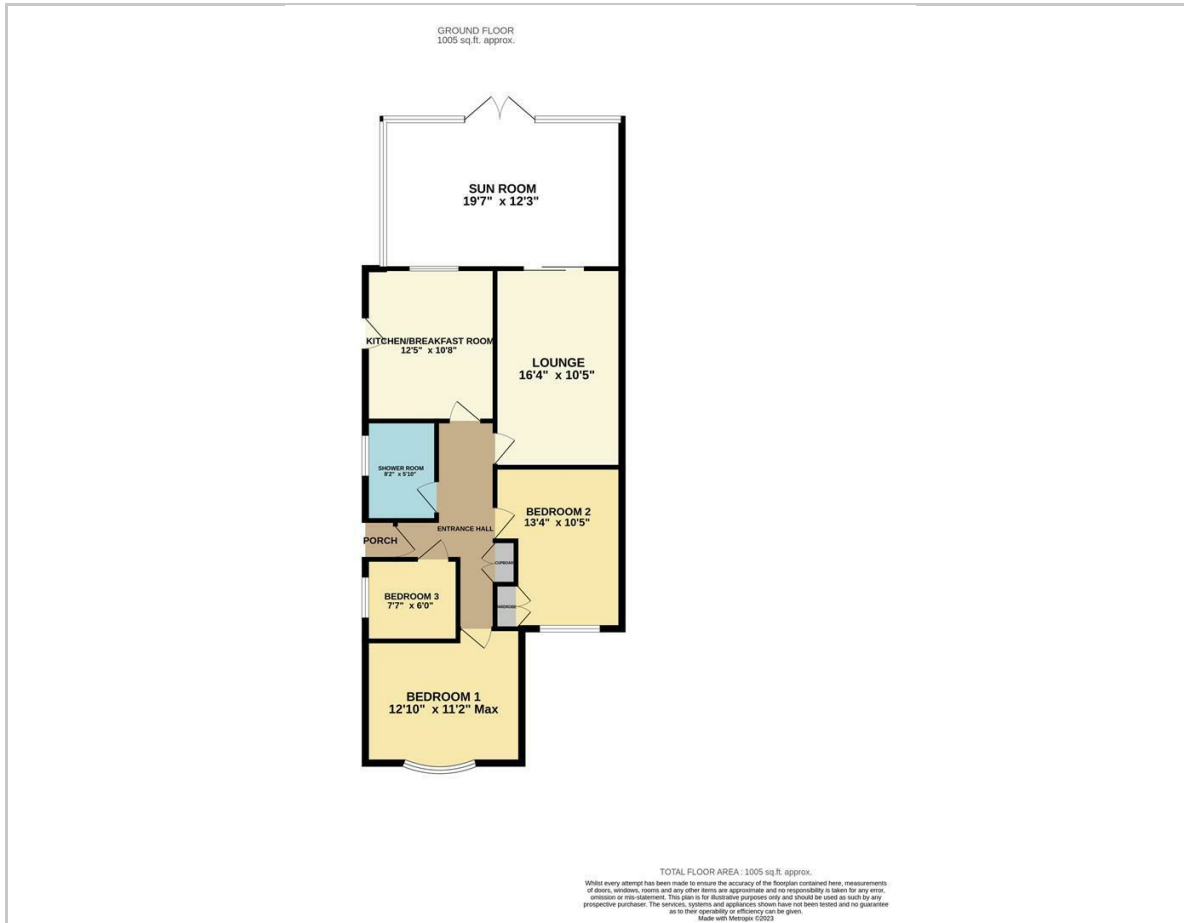 GROUND FLOOR
1005 sq.ft. approx.
SUN ROOM
19'7" x 12'3"
KITCHEN/BREAKFAST ROOM
12'5" x 10'8"
LOUNGE
16'4" x 10'5"
SHOWER ROOM
8'2" x 5'10"
BEDROOM 2
13'4" x 10'5"
ENTRANCE HALL
PORCH
CUPBOARD
WARDROBE
BEDROOM 3
7'7" x 6'0"
BEDROOM 1
12'10" x 11'2" Max
TOTAL FLOOR AREA : 1005 sq.ft. approx.
Whilst every attempt has been made to ensure the accuracy of the floorplan contained here, measurements
of doors, windows, rooms and any other items are approximate and no responsibility is taken for any error,
omission or mis-statement. This plan is for illustrative purposes only and should be used as such by any
prospective purchaser. The services, systems and appliances shown have not been tested and no guarantee
as to their operability or efficiency can be given.
Made with Metropix ©2023